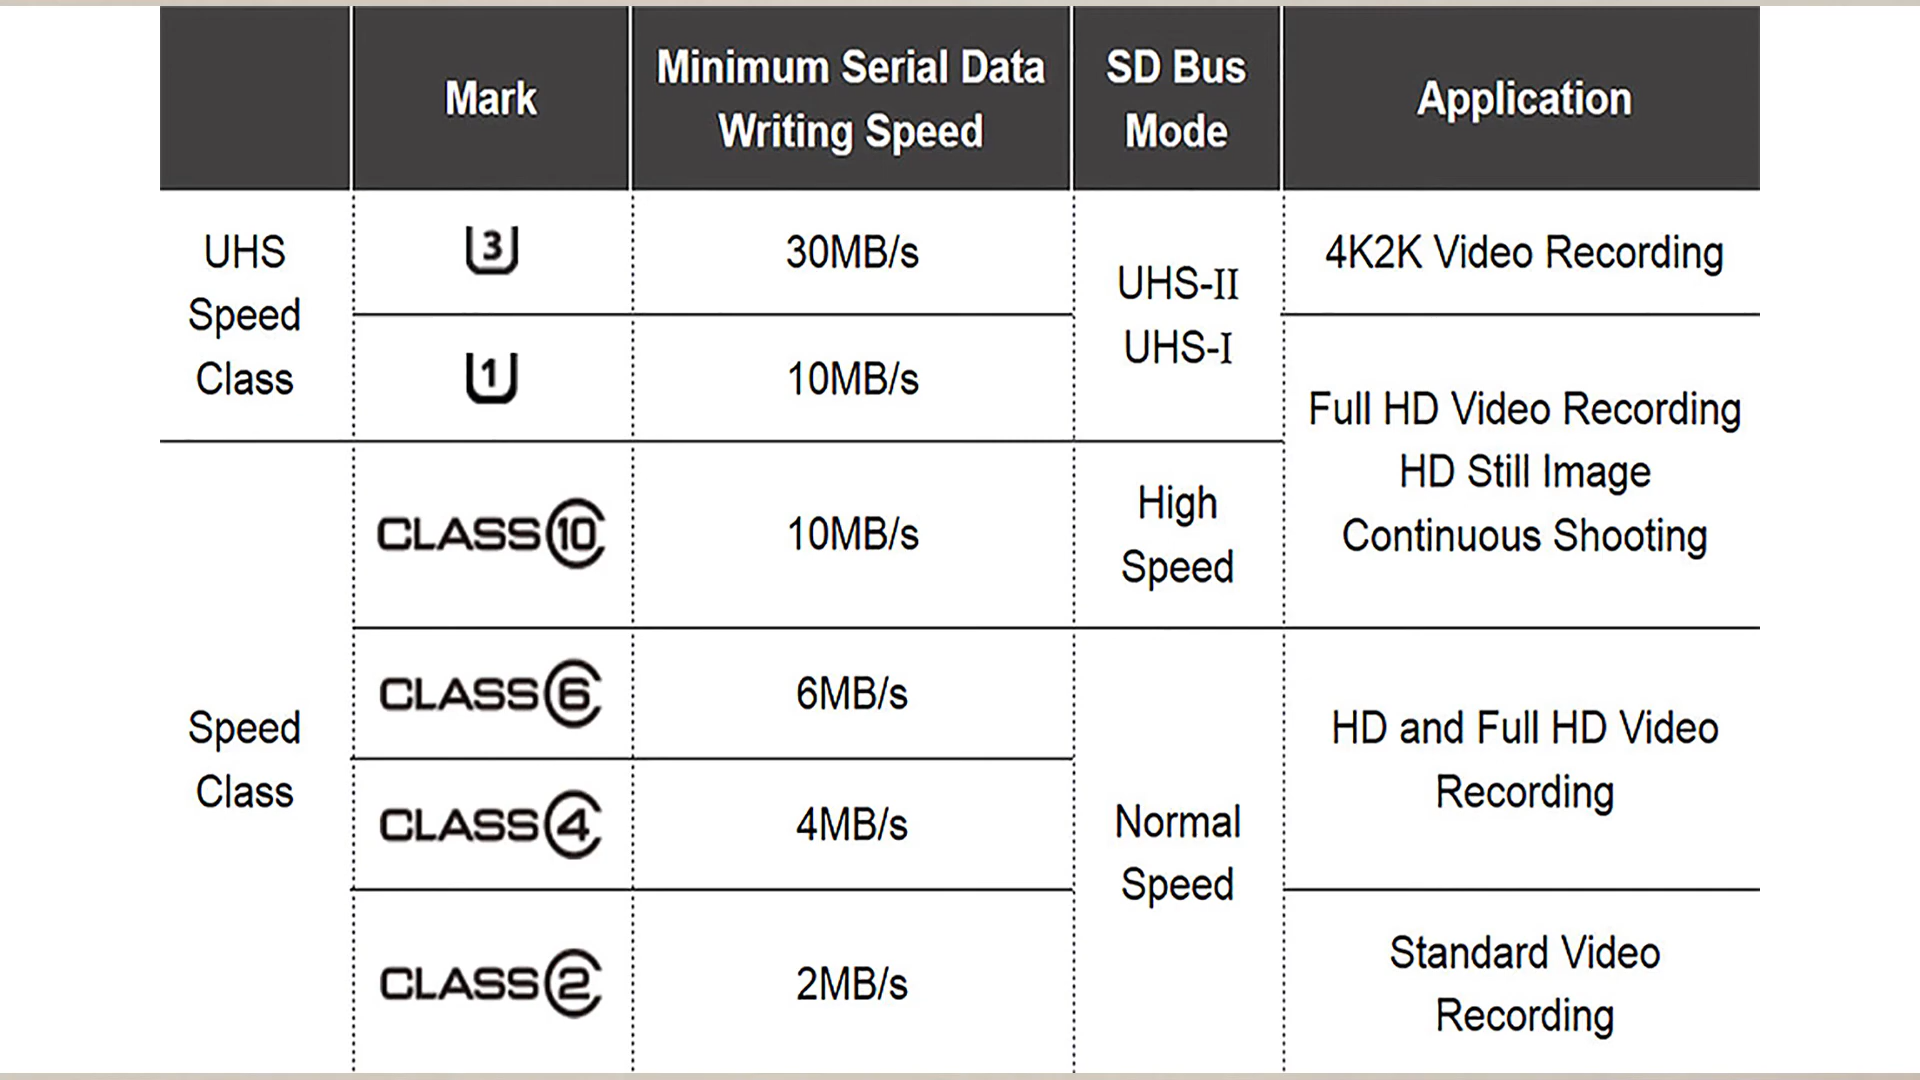 Mark
Minimum Serial Data
Writing Speed
SD Bus
Mode
Application
UHS
Speed
Class
3
30MB/s
UHS-II
UHS-I
4K2K Video Recording
1
10MB/s
Full HD Video Recording
HD Still Image
Continuous Shooting
Speed
Class
CLASS 10
10MB/s
High
Speed
CLASS 6
6MB/s
Normal
Speed
HD and Full HD Video
Recording
CLASS 4
4MB/s
CLASS 2
2MB/s
Standard Video
Recording